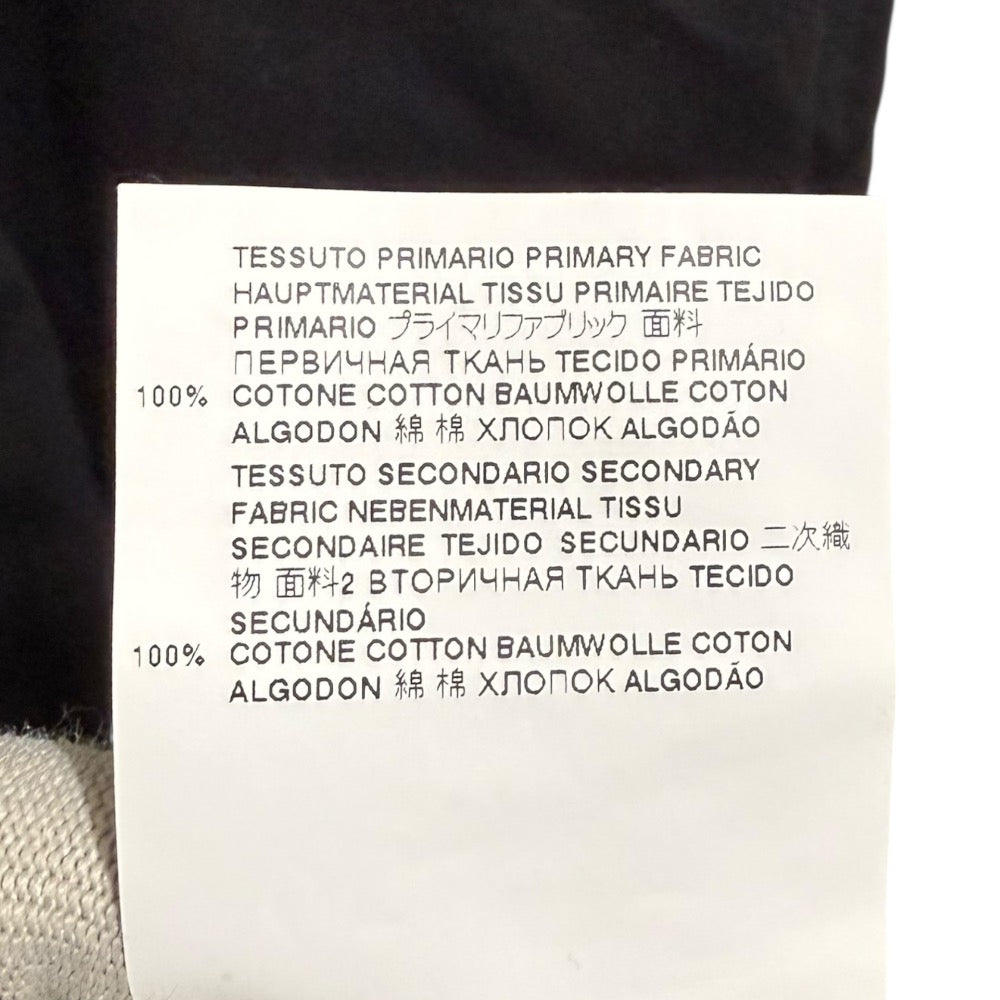 TESSUTO PRIMARIO PRIMARY FABRIC
HAUPTMATERIAL TISSU PRIMAIRE TEJIDO
PRIMARIO プライマリファブリック 面料
ПЕРВИЧНАЯ ТКАНЬ TECIDO PRIMÁRIO
100% COTONE COTTON BAUMWOLLE COTON
ALGODON 綿 棉 ХЛОПОК ALGODÃO
TESSUTO SECONDARIO SECONDARY
FABRIC NEBENMATERIAL TISSU
SECONDAIRE TEJIDO SECUNDARIO 二次織
物 面料2 ВТОРИЧНАЯ ТКАНЬ TECIDO
SECUNDÁRIO
100% COTONE COTTON BAUMWOLLE COTON
ALGODON 綿 棉 ХЛОПОК ALGODÃO